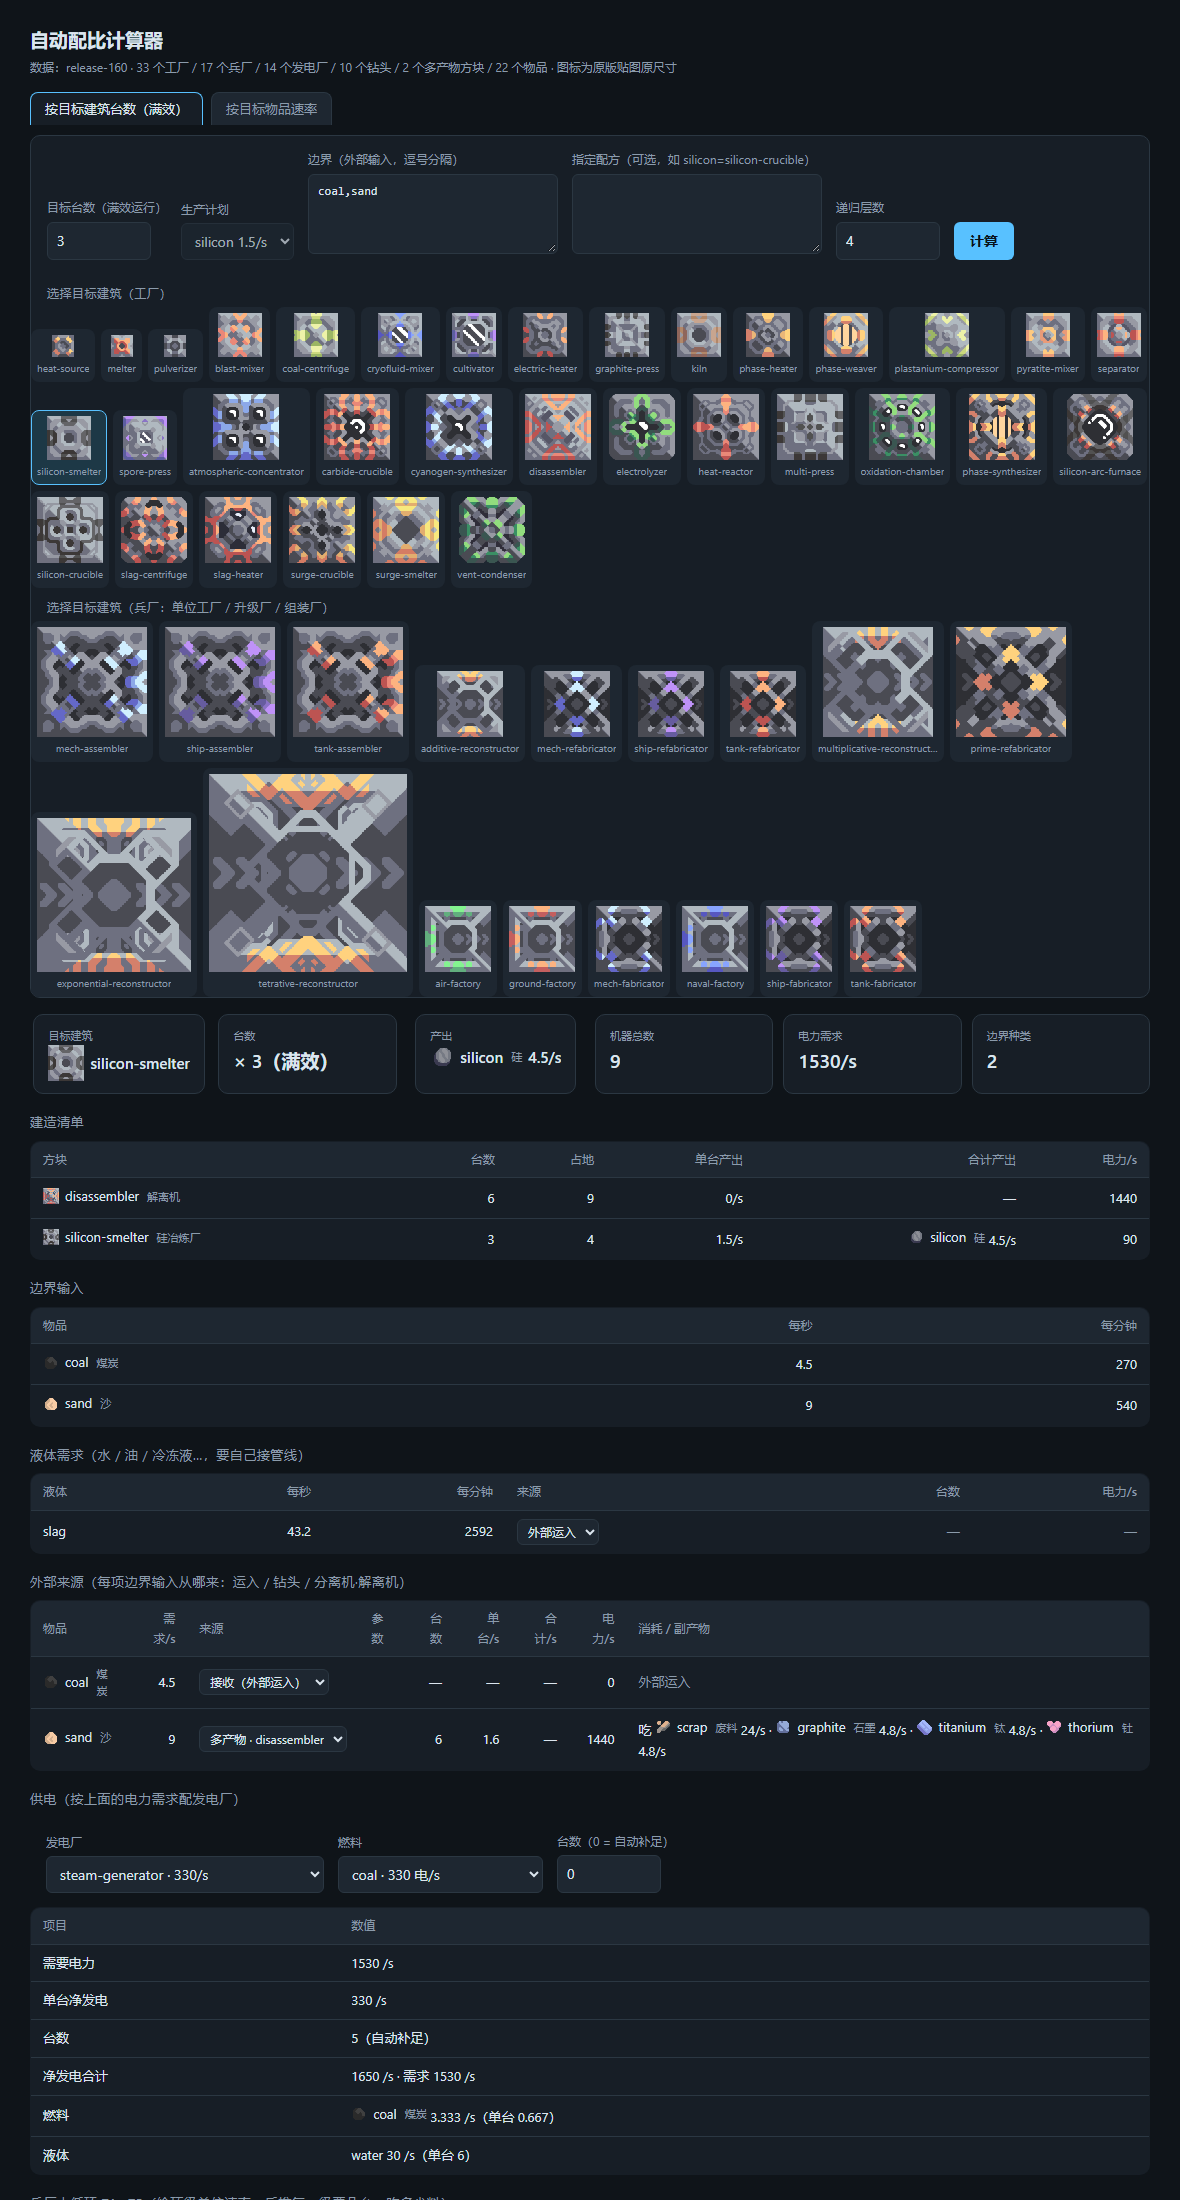 自动配比计算器
数据：release-160 · 33 个工厂 / 17 个兵厂 / 14 个发电厂 / 10 个钻头 / 2 个多产物方块 / 22 个物品 · 图标为原版贴图原尺寸
按目标建筑台数（满效） 按目标物品速率
边界（外部输入，逗号分隔） 指定配方（可选，如 silicon=silicon-crucible）
目标台数（满效运行） 生产计划 递归层数
coal,sand
3 silicon 1.5/s 4 计算
选择目标建筑（工厂）
heat-source melter pulverizer blast-mixer coal-centrifuge cryofluid-mixer cultivator electric-heater graphite-press kiln phase-heater phase-weaver plastanium-compressor pyratite-mixer separator
silicon-smelter spore-press atmospheric-concentrator carbide-crucible cyanogen-synthesizer disassembler electrolyzer heat-reactor multi-press oxidation-chamber phase-synthesizer silicon-arc-furnace
silicon-crucible slag-centrifuge slag-heater surge-crucible surge-smelter vent-condenser
选择目标建筑（兵厂：单位工厂 / 升级厂 / 组装厂）
mech-assembler ship-assembler tank-assembler additive-reconstructor mech-refabricator ship-refabricator tank-refabricator multiplicative-reconstruct... prime-refabricator
exponential-reconstructor tetrative-reconstructor air-factory ground-factory mech-fabricator naval-factory ship-fabricator tank-fabricator
目标建筑 台数 产出 机器总数 电力需求 边界种类
silicon-smelter × 3（满效） silicon 硅 4.5/s 9 1530/s 2
建造清单
方块 台数 占地 单台产出 合计产出 电力/s
disassembler 解离机 6 9 0/s — 1440
silicon-smelter 硅冶炼厂 3 4 1.5/s silicon 硅 4.5/s 90
边界输入
物品 每秒 每分钟
coal 煤炭 4.5 270
sand 沙 9 540
液体需求（水 / 油 / 冷冻液…，要自己接管线）
液体 每秒 每分钟 来源 台数 电力/s
slag 43.2 2592 外部运入 — —
外部来源（每项边界输入从哪来：运入 / 钻头 / 分离机·解离机）
物品 需求/s 来源 参数 台数 单台/s 合计/s 电力/s 消耗 / 副产物
coal 煤炭 4.5 接收（外部运入） — — — 0 外部运入
sand 沙 9 多产物 · disassembler 6 1.6 — 1440 吃 scrap 废料 24/s · graphite 石墨 4.8/s · titanium 钛 4.8/s · thorium 钍
4.8/s
供电（按上面的电力需求配发电厂）
发电厂 燃料 台数（0 = 自动补足）
steam-generator · 330/s coal · 330 电/s 0
项目 数值
需要电力 1530 /s
单台净发电 330 /s
台数 5（自动补足）
净发电合计 1650 /s · 需求 1530 /s
燃料 coal 煤炭 3.333 /s（单台 0.667）
液体 water 30 /s（单台 6）